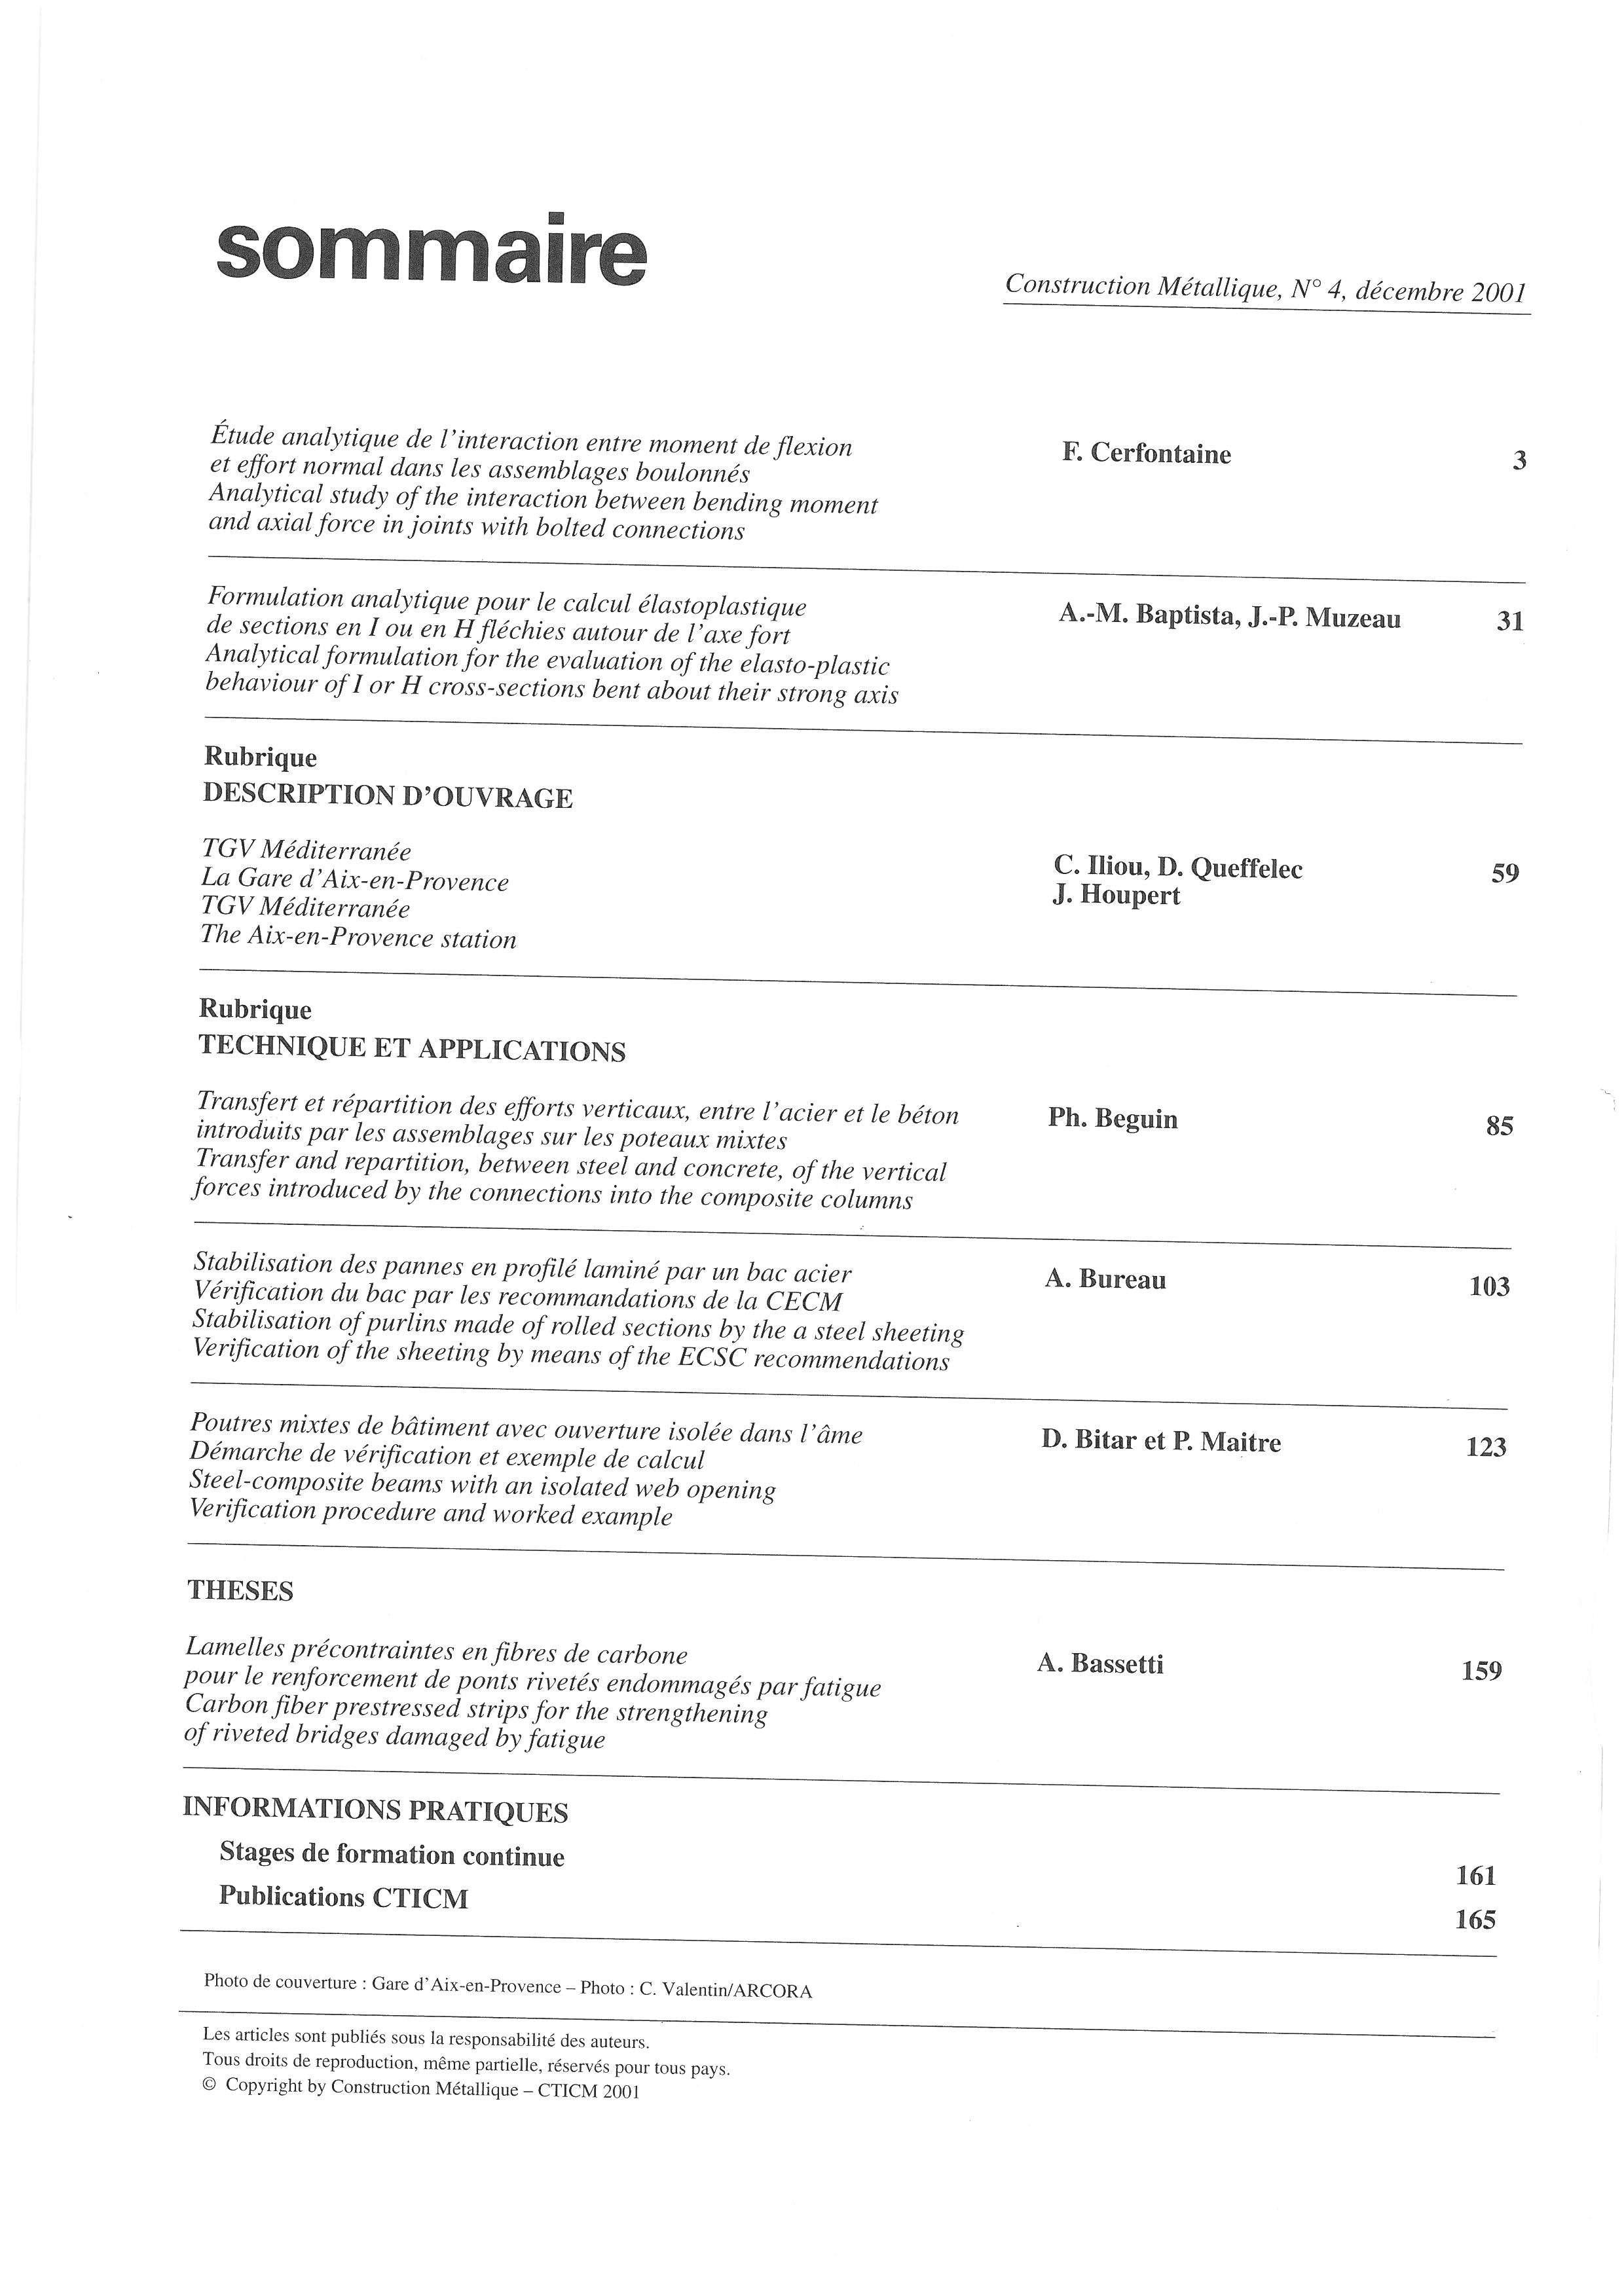 sommaire
Construction Métallique, N° 4, décembre 2001
Étude analytique de l'interaction entre moment de flexion
et effort normal dans les assemblages boulonnés
Analytical study of the interaction between bending moment
and axial force in joints with bolted connections
F. Cerfontaine
3
Formulation analytique pour le calcul élastoplastique
de sections en I ou en H fléchies autour de l'axe fort
Analytical formulation for the evaluation of the elasto-plastic
behaviour of I or H cross-sections bent about their strong axis
A.-M. Baptista, J.-P. Muzeau
31
Rubrique
DESCRIPTION D'OUVRAGE
TGV Méditerranée
La Gare d'Aix-en-Provence
TGV Méditerranée
The Aix-en-Provence station
C. Iliou, D. Queffelec
J. Houpert
59
Rubrique
TECHNIQUE ET APPLICATIONS
Transfert et répartition des efforts verticaux, entre l'acier et le béton
introduits par les assemblages sur les poteaux mixtes
Transfer and repartition, between steel and concrete, of the vertical
forces introduced by the connections into the composite columns
Ph. Beguin
85
Stabilisation des pannes en profilé laminé par un bac acier
Vérification du bac par les recommandations de la CECM
Stabilisation of purlins made of rolled sections by the a steel sheeting
Verification of the sheeting by means of the ECSC recommendations
A. Bureau
103
Poutres mixtes de bâtiment avec ouverture isolée dans l'âme
Démarche de vérification et exemple de calcul
Steel-composite beams with an isolated web opening
Verification procedure and worked example
D. Bitar et P. Maitre
123
THESES
Lamelles précontraintes en fibres de carbone
pour le renforcement de ponts rivetés endommagés par fatigue
Carbon fiber prestressed strips for the strengthening
of riveted bridges damaged by fatigue
A. Bassetti
159
INFORMATIONS PRATIQUES
Stages de formation continue
161
Publications CTICM
165
Photo de couverture : Gare d'Aix-en-Provence – Photo : C. Valentin/ARCORA
Les articles sont publiés sous la responsabilité des auteurs.
Tous droits de reproduction, même partielle, réservés pour tous pays.
© Copyright by Construction Métallique – CTICM 2001